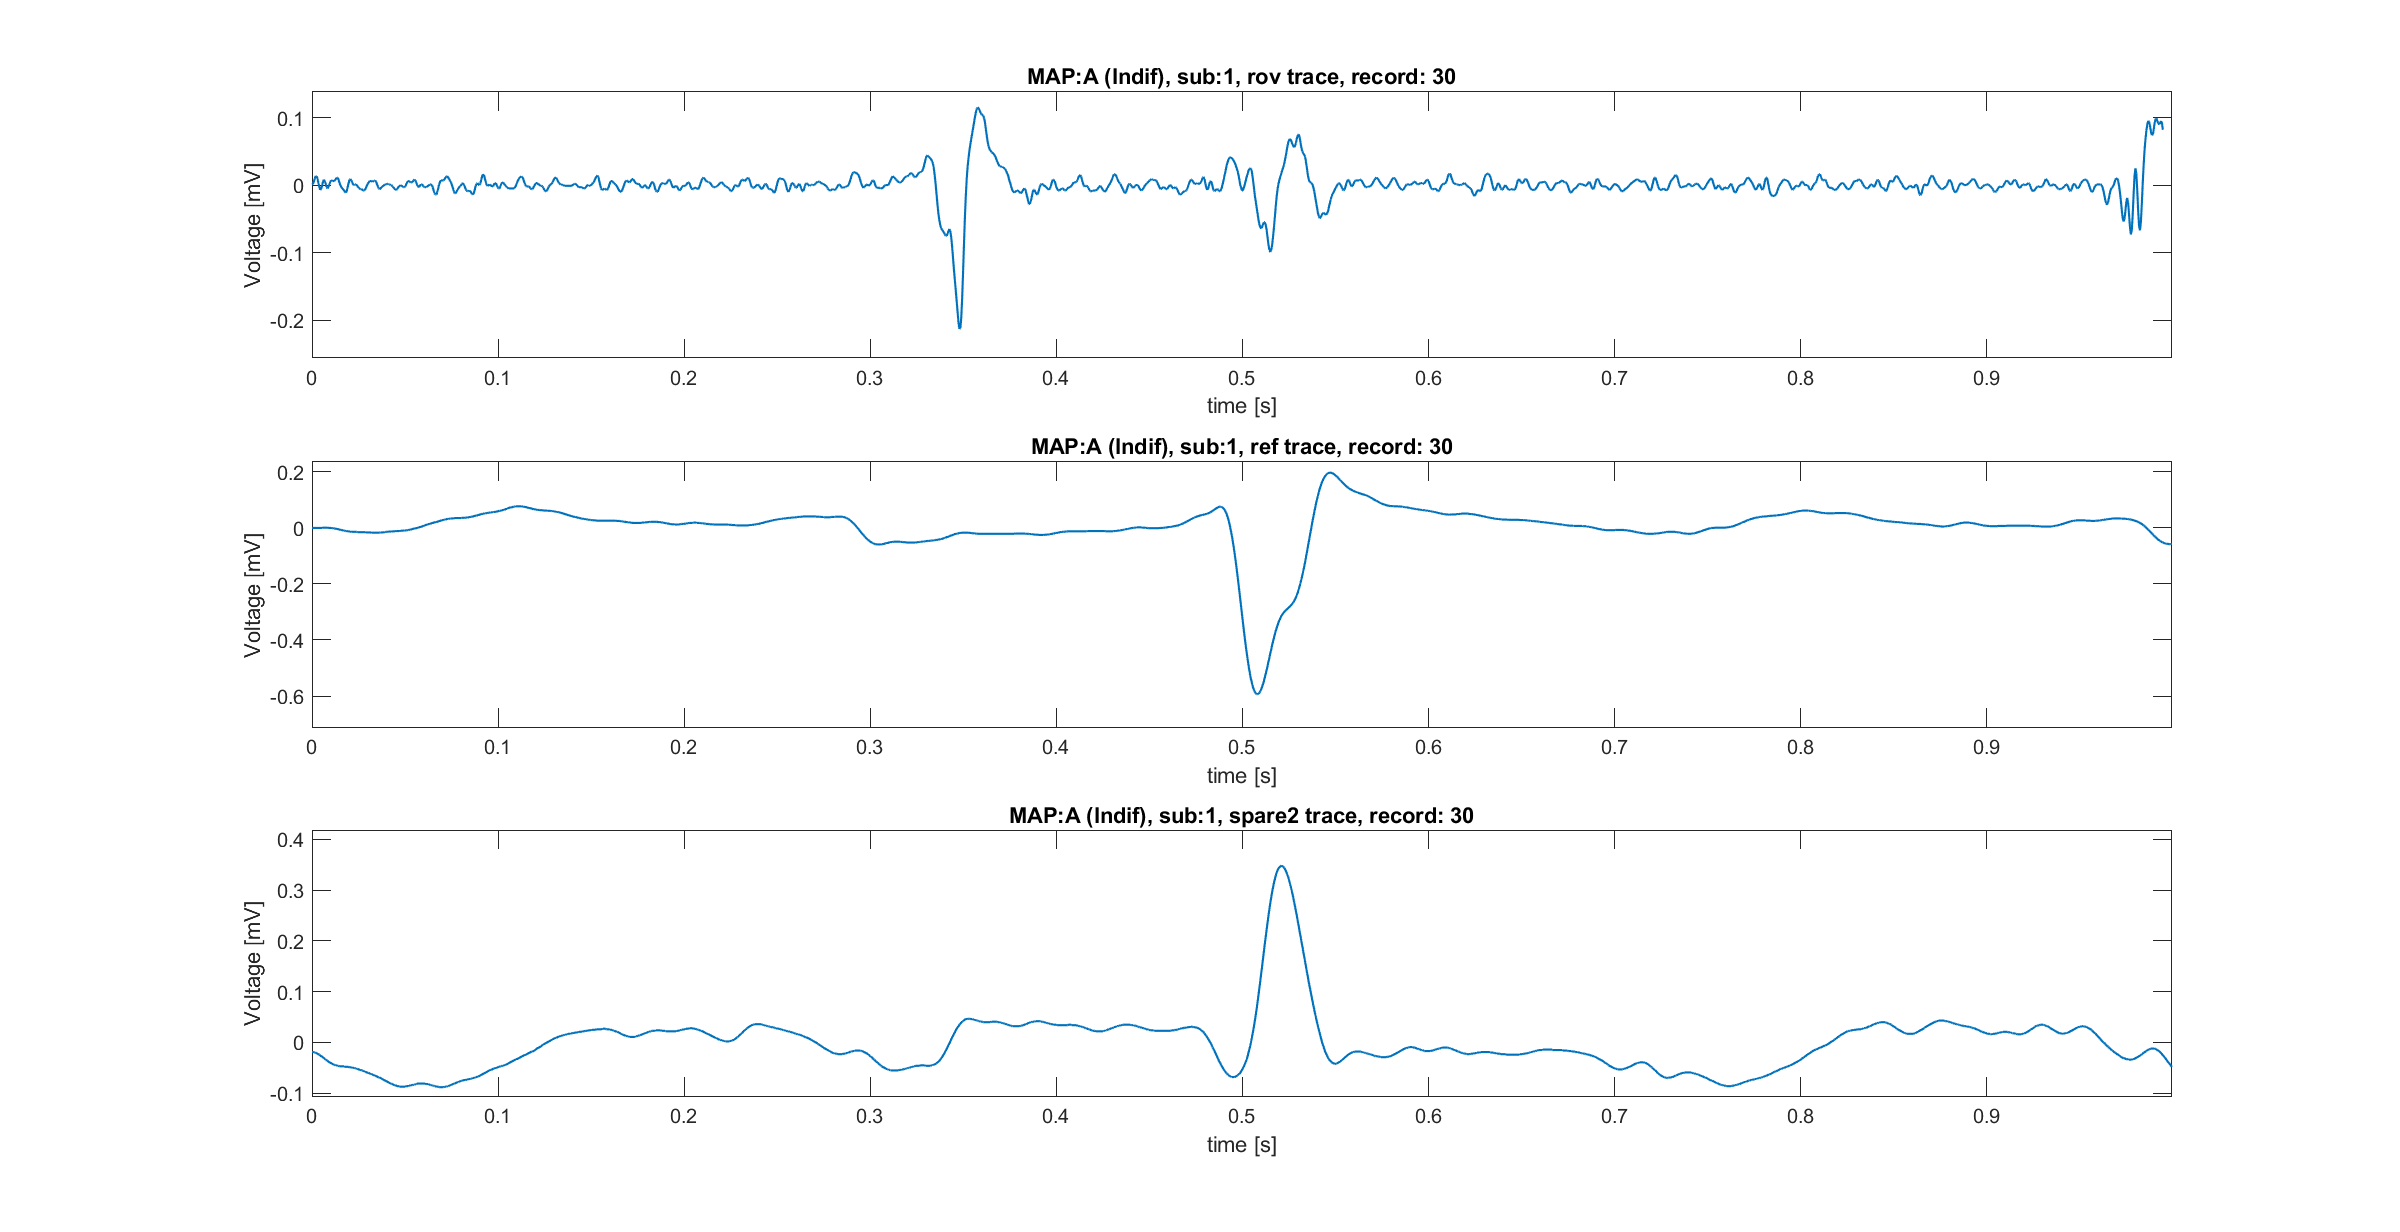 MAP:A (Indif), sub:1, rov trace, record: 30
0.1
0
-0.1
-0.2
Voltage [mV]
0 0.1 0.2 0.3 0.4 0.5 0.6 0.7 0.8 0.9
time [s]
MAP:A (Indif), sub:1, ref trace, record: 30
0.2
0
-0.2
-0.4
-0.6
Voltage [mV]
0 0.1 0.2 0.3 0.4 0.5 0.6 0.7 0.8 0.9
time [s]
MAP:A (Indif), sub:1, spare2 trace, record: 30
0.4
0.3
0.2
0.1
0
-0.1
Voltage [mV]
0 0.1 0.2 0.3 0.4 0.5 0.6 0.7 0.8 0.9
time [s]